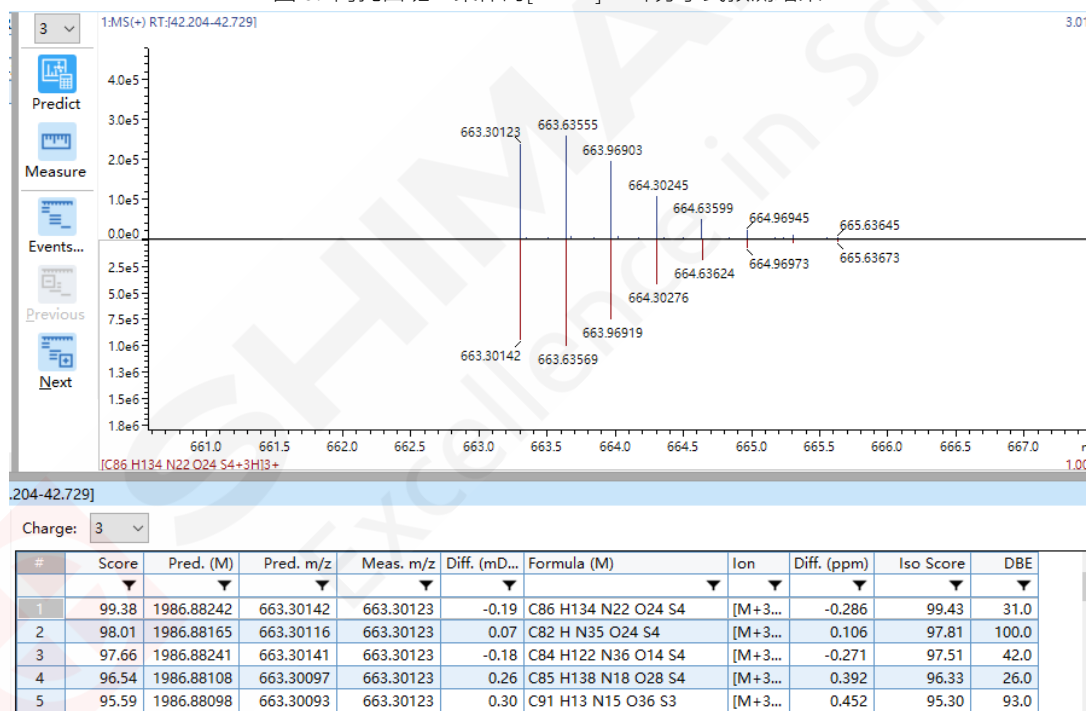 3
1:MS(+) RT:[42.204-42.729]
3.01
Predict
Measure
Events...
Previous
Next
4.0e5
3.0e5
2.0e5
1.0e5
0.0e0
2.5e5
5.0e5
7.5e5
1.0e6
1.3e6
1.5e6
1.8e6
663.30123
663.63555
663.96903
664.30245
664.63599
664.96945
665.63645
663.30142
663.63569
663.96919
664.30276
664.63624
664.96973
665.63673
661.0 661.5 662.0 662.5 663.0 663.5 664.0 664.5 665.0 665.5 666.0 666.5 667.0
[C86 H134 N22 O24 S4+3H]3+
1.00
SHIMA
Excellence in Sci
.204-42.729]
Charge: 3
# Score Pred. (M) Pred. m/z Meas. m/z Diff. (mD... Formula (M) Ion Diff. (ppm) Iso Score DBE
1 99.38 1986.88242 663.30142 663.30123 -0.19 C86 H134 N22 O24 S4 [M+3... -0.286 99.43 31.0
2 98.01 1986.88165 663.30116 663.30123 0.07 C82 H N35 O24 S4 [M+3... 0.106 97.81 100.0
3 97.66 1986.88241 663.30141 663.30123 -0.18 C84 H122 N36 O14 S4 [M+3... -0.271 97.51 42.0
4 96.54 1986.88108 663.30097 663.30123 0.26 C85 H138 N18 O28 S4 [M+3... 0.392 96.33 26.0
5 95.59 1986.88098 663.30093 663.30123 0.30 C91 H13 N15 O36 S3 [M+3... 0.452 95.30 93.0